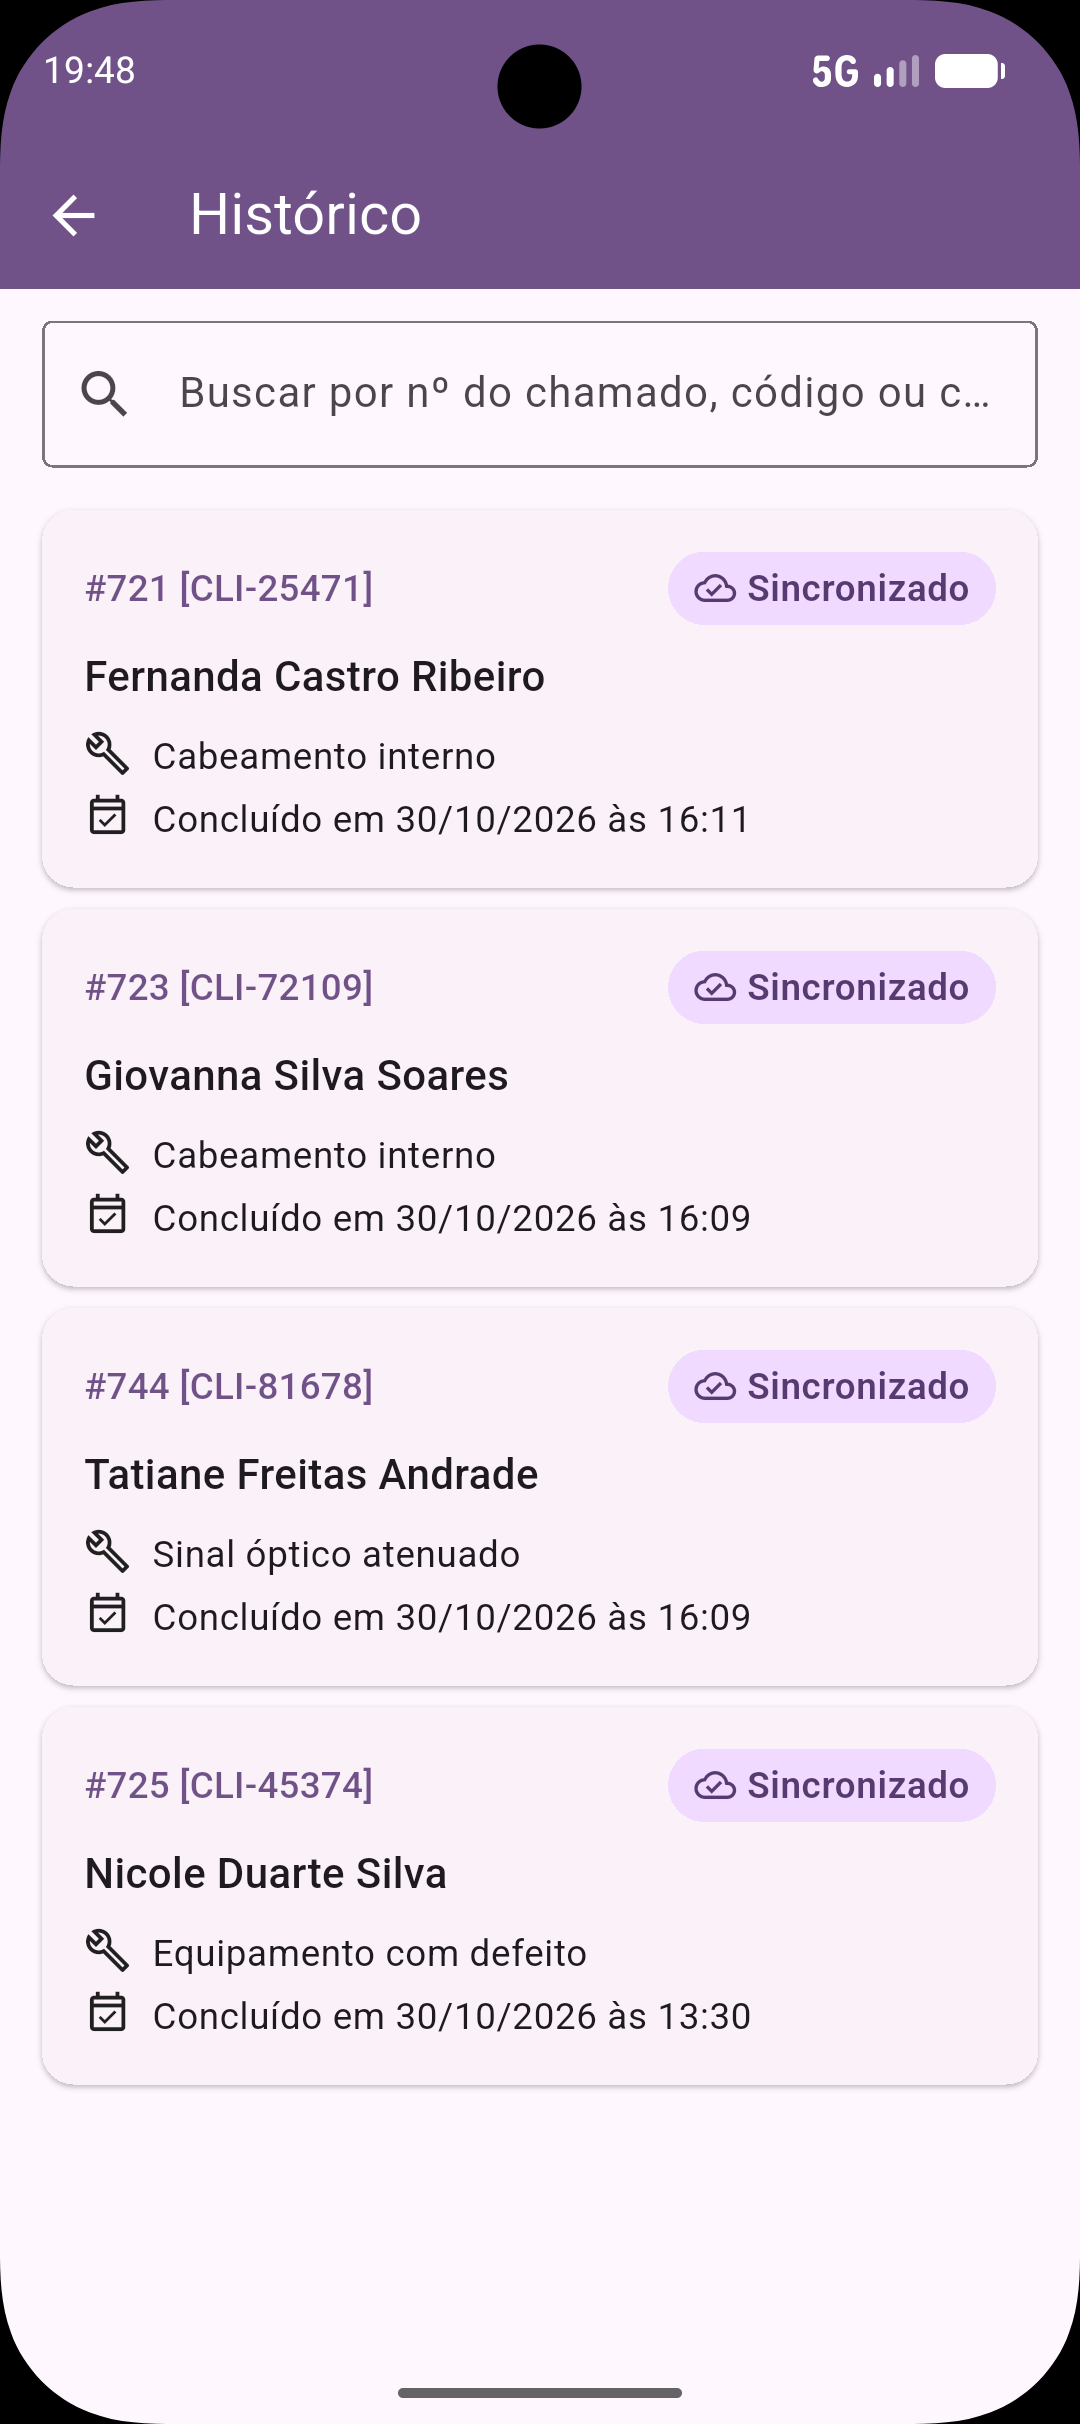 19:48
5G
Histórico
Buscar por nº do chamado, código ou c…
#721 [CLI-25471]
Sincronizado
Fernanda Castro Ribeiro
Cabeamento interno
Concluído em 30/10/2026 às 16:11
#723 [CLI-72109]
Sincronizado
Giovanna Silva Soares
Cabeamento interno
Concluído em 30/10/2026 às 16:09
#744 [CLI-81678]
Sincronizado
Tatiane Freitas Andrade
Sinal óptico atenuado
Concluído em 30/10/2026 às 16:09
#725 [CLI-45374]
Sincronizado
Nicole Duarte Silva
Equipamento com defeito
Concluído em 30/10/2026 às 13:30